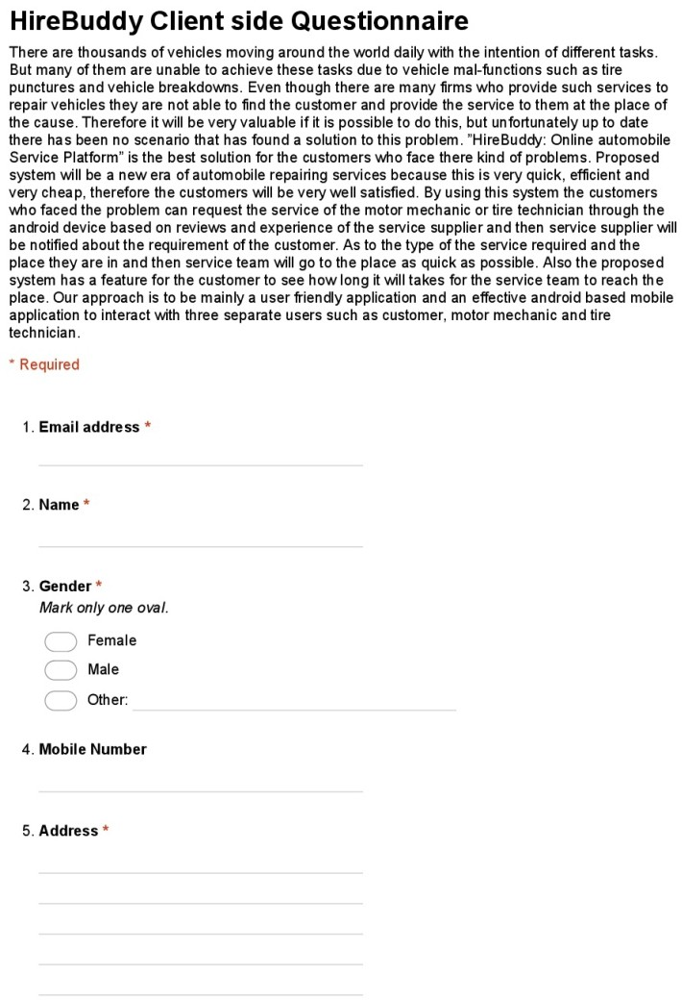 HireBuddy Client side Questionnaire
There are thousands of vehicles moving around the world daily with the intention of different tasks.
But many of them are unable to achieve these tasks due to vehicle mal-functions such as tire
punctures and vehicle breakdowns. Even though there are many firms who provide such services to
repair vehicles they are not able to find the customer and provide the service to them at the place of
the cause. Therefore it will be very valuable if it is possible to do this, but unfortunately up to date
there has been no scenario that has found a solution to this problem. ”HireBuddy: Online automobile
Service Platform” is the best solution for the customers who face there kind of problems. Proposed
system will be a new era of automobile repairing services because this is very quick, efficient and
very cheap, therefore the customers will be very well satisfied. By using this system the customers
who faced the problem can request the service of the motor mechanic or tire technician through the
android device based on reviews and experience of the service supplier and then service supplier will
be notified about the requirement of the customer. As to the type of the service required and the
place they are in and then service team will go to the place as quick as possible. Also the proposed
system has a feature for the customer to see how long it will takes for the service team to reach the
place. Our approach is to be mainly a user friendly application and an effective android based mobile
application to interact with three separate users such as customer, motor mechanic and tire
technician.
* Required
1. Email address *
2. Name *
3. Gender *
Mark only one oval.
Female
Male
Other:
4. Mobile Number
5. Address *